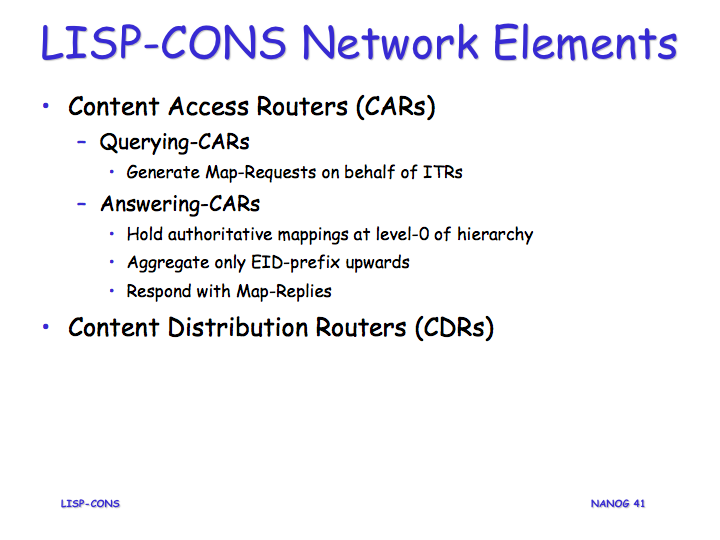 LISP-CONS Network Elements
• Content Access Routers (CARs)
– Querying-CARs
• Generate Map-Requests on behalf of ITRs
– Answering-CARs
• Hold authoritative mappings at level-0 of hierarchy
• Aggregate only EID-prefix upwards
• Respond with Map-Replies
• Content Distribution Routers (CDRs)
LISP-CONS
NANOG 41